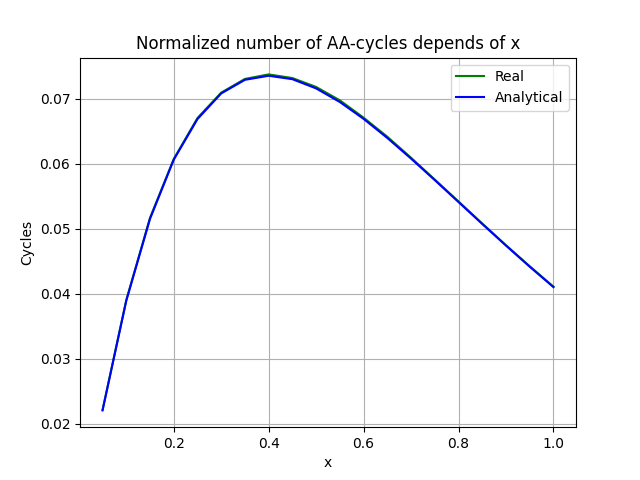 Normalized number of AA-cycles depends of x
Real
Analytical
0.07
0.06
0.05
0.04
0.03
0.02
Cycles
0.2 0.4 0.6 0.8 1.0
x